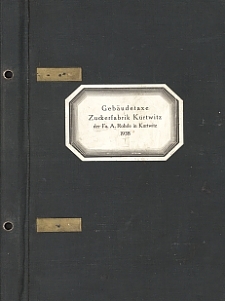 Gebäudetaxe
Zuckerfabrik Kurtwitz
der Fa. A. Rohde in Kurtwitz
1938